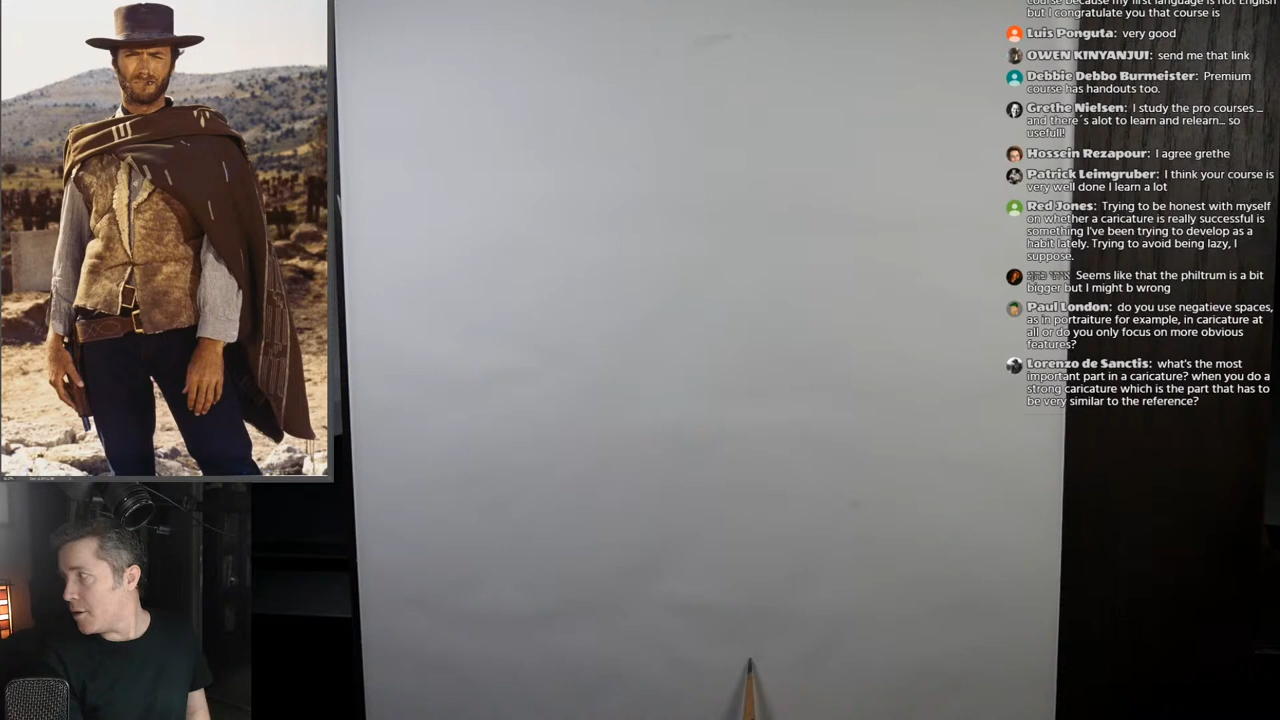 course because my first language is not English
but I congratulate you that course is
Luis Ponguta: very good
OWEN KINYANJUI: send me that link
Debbie Debbo Burmeister: Premium
course has handouts too.
Grethe Nielsen: I study the pro courses ...
and there´s alot to learn and relearn... so
usefull!
Hossein Rezapour: I agree grethe
Patrick Leimgruber: I think your course is
very well done I learn a lot
Red Jones: Trying to be honest with myself
on whether a caricature is really successful is
something I've been trying to develop as a
habit lately. Trying to avoid being lazy, I
suppose.
Seems like that the philtrum is a bit
bigger but I might b wrong
Paul London: do you use negatieve spaces,
as in portraiture for example, in caricature at
all or do you only focus on more obvious
features?
Lorenzo de Sanctis: what's the most
important part in a caricature? when you do a
strong caricature which is the part that has to
be very similar to the reference?